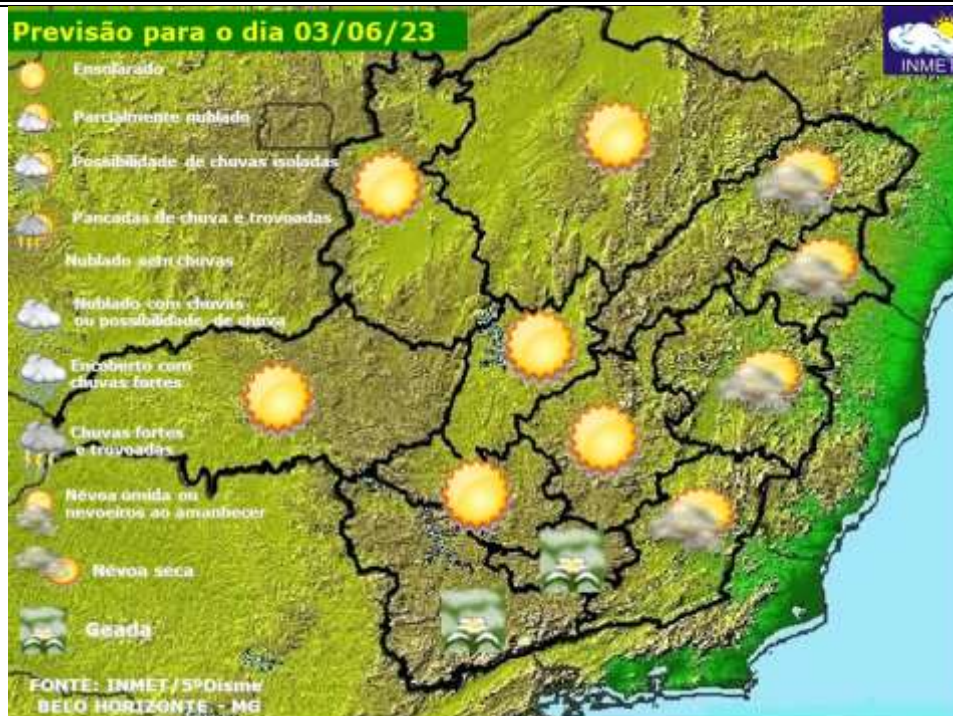 Previsão para o dia 03/06/23
INMET
Ensolarado
Parcialmente nublado
Possibilidade de chuvas isoladas
Pancadas de chuva e trovoadas
Nublado sem chuvas
Nublado com chuvas
ou possibilidade de chuva
Encoberto com
chuvas fortes
Chuvas fortes
e trovoadas
Névoa úmida ou
nevoeiros ao amanhecer
Névoa seca
Geada
FONTE: INMET/5ºDisme
BELO HORIZONTE - MG